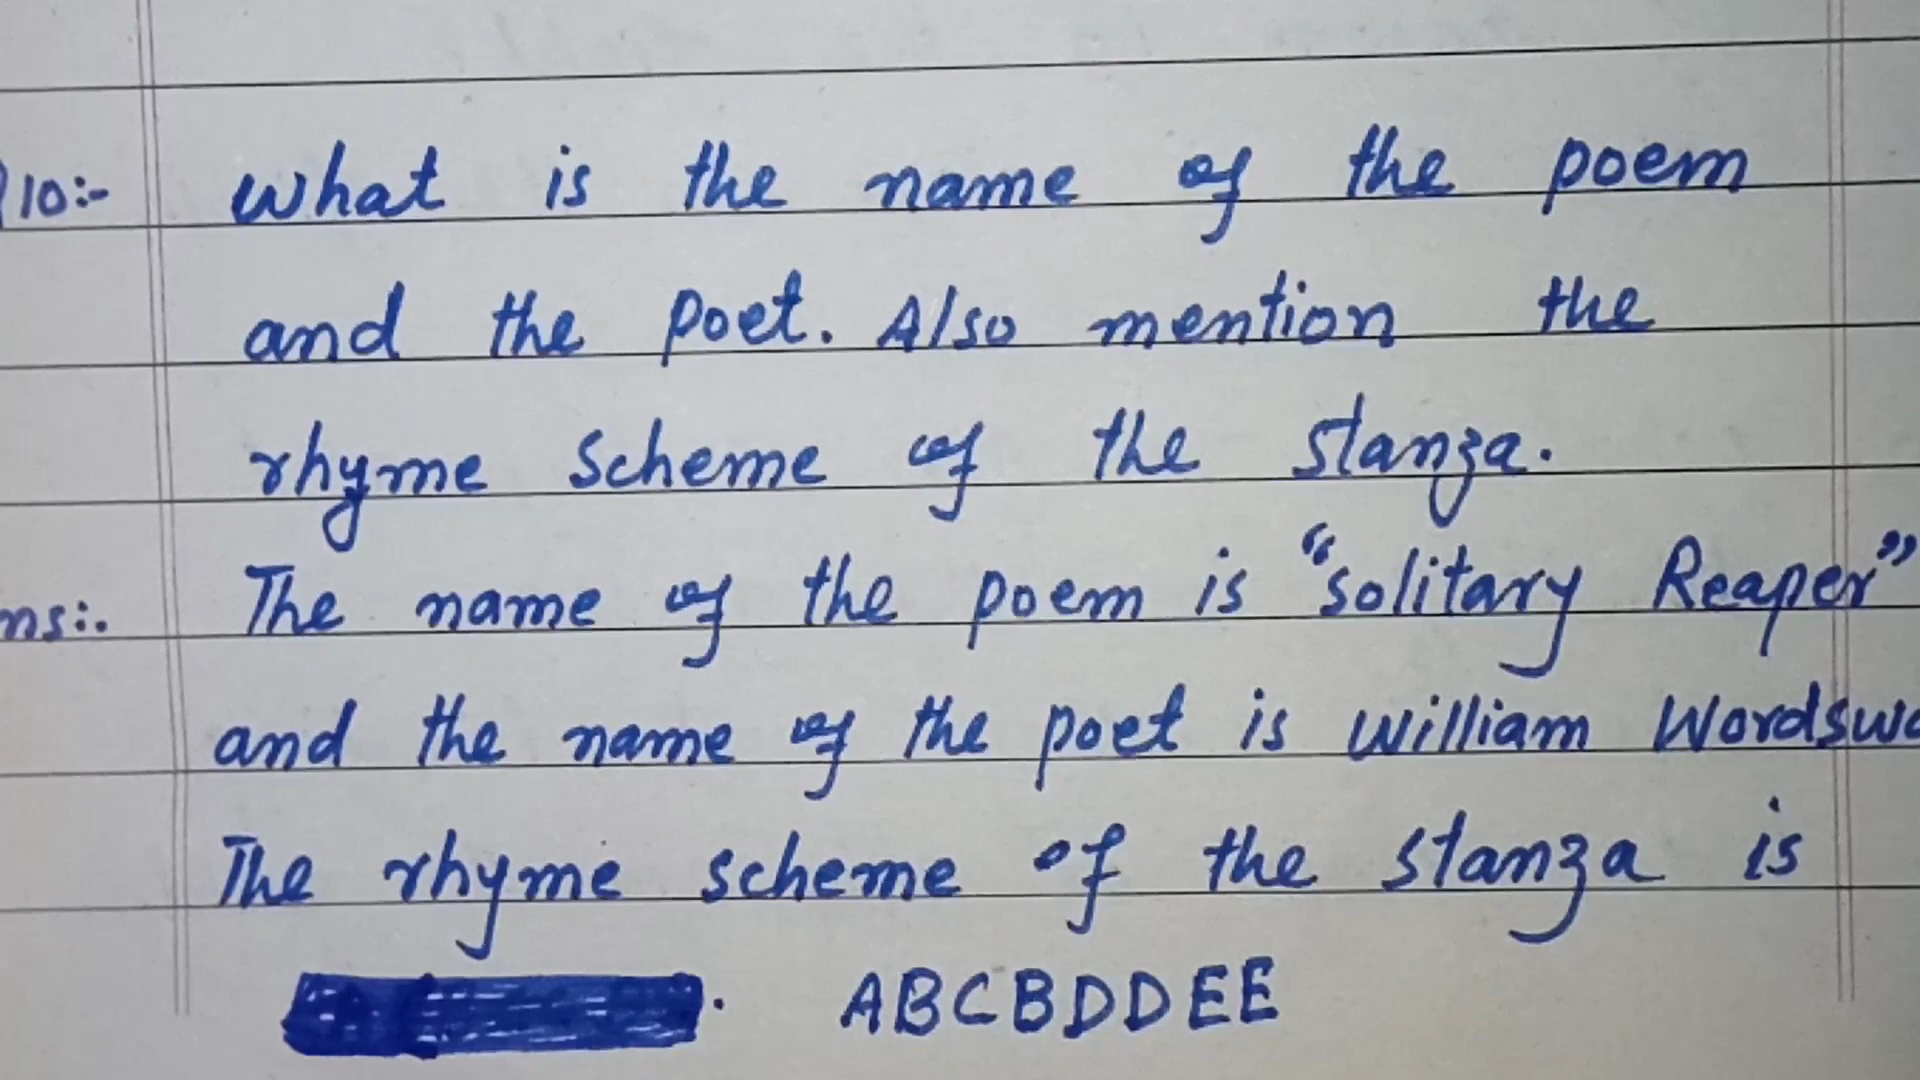 10:- what is the name of the poem
and the poet. Also mention the
rhyme scheme of the stanza.
ns:. The name of the poem is "solitary Reaper"
and the name of the poet is william Wordswo
The rhyme scheme of the stanza is
. ABCBDDEE